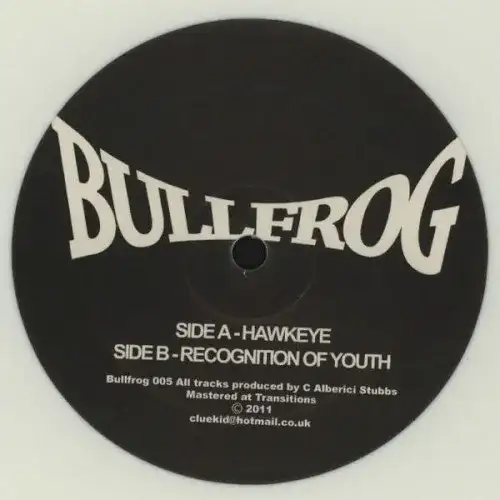 BULLFROG
SIDE A - HAWKEYE
SIDE B - RECOGNITION OF YOUTH
Bullfrog 005 All tracks produced by C Alberici Stubbs
Mastered at Transitions
© 2011
cluekid@hotmail.co.uk